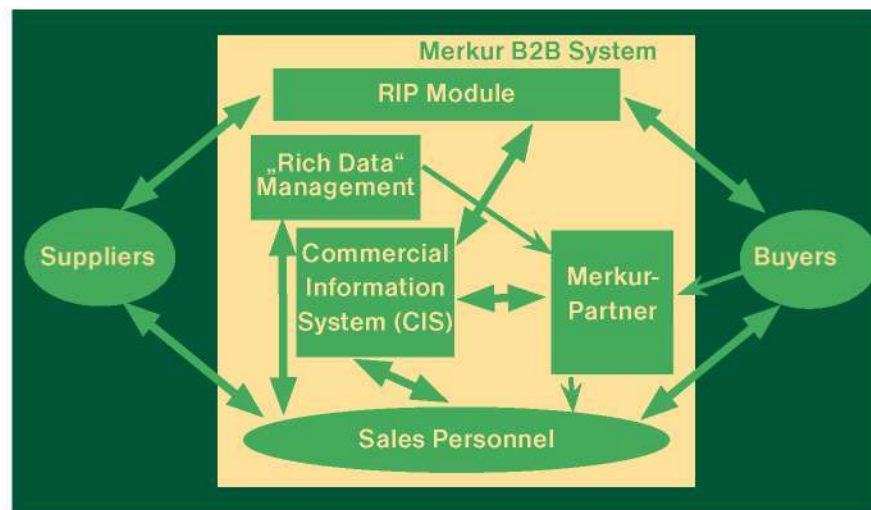 Merkur B2B System
RIP Module
„Rich Data“
Management
Suppliers
Commercial
Information
System (CIS)
Merkur-
Partner
Buyers
Sales Personnel